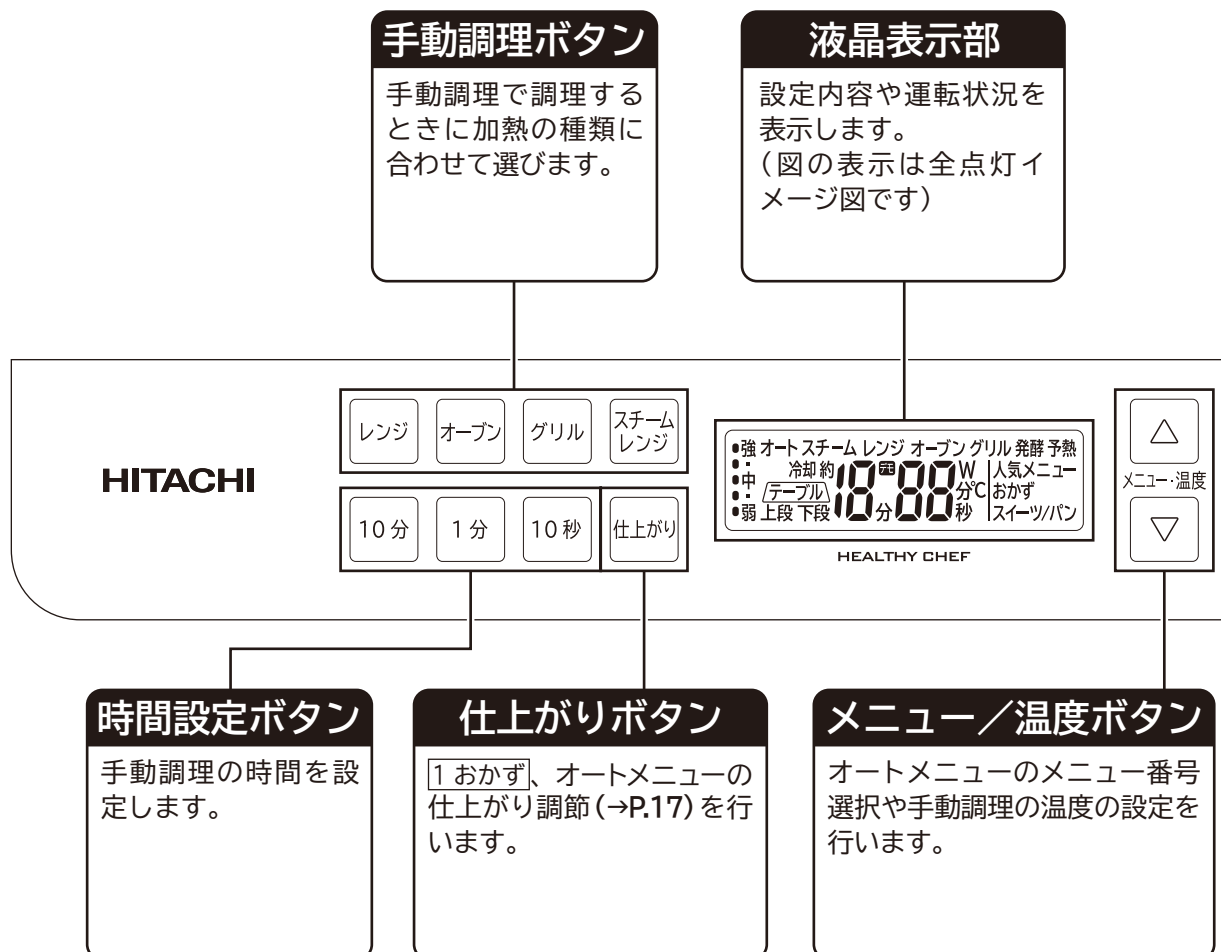 手動調理ボタン
手動調理で調理する
ときに加熱の種類に
合わせて選びます。
液晶表示部
設定内容や運転状況を
表示します。
(図の表示は全点灯イ
メージ図です)
HITACHI
レンジ
オーブン
グリル
スチーム
レンジ
10分
1分
10秒
仕上がり
強 オート スチーム レンジ オーブン グリル 発酵 予熱
冷却 約 18 88 W 人気メニュー
中 テーブル 分℃ おかず
弱 上段 下段 分 秒 スイーツ/パン
HEALTHY CHEF
△
メニュー・温度
▽
時間設定ボタン
手動調理の時間を設
定します。
仕上がりボタン
1 おかず、オートメニューの
仕上がり調節(→P.17)を行
います。
メニュー/温度ボタン
オートメニューのメニュー番号
選択や手動調理の温度の設定を
行います。